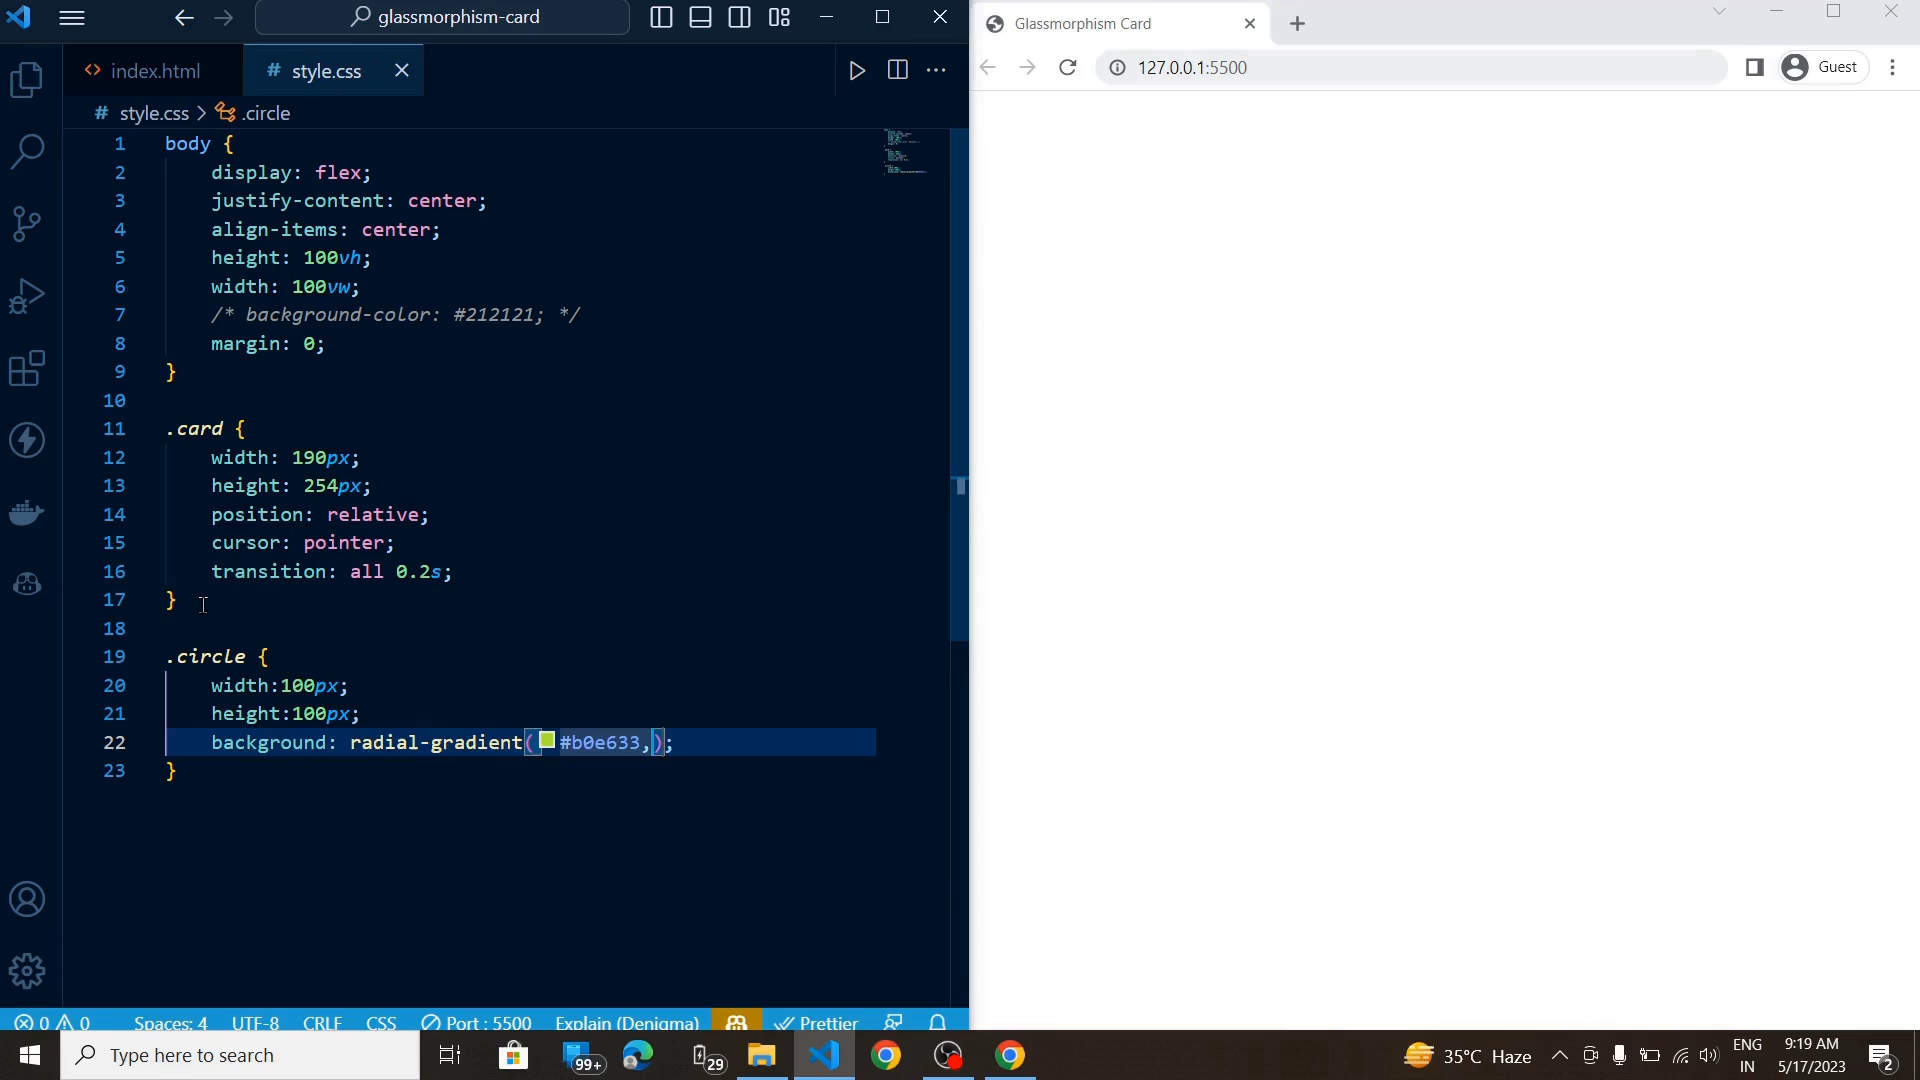 glassmorphism-card
index.html
# style.css
# style.css > .circle
1 body {
2 display: flex;
3 justify-content: center;
4 align-items: center;
5 height: 100vh;
6 width: 100vw;
7 /* background-color: #212121; */
8 margin: 0;
9 }
10
11 .card {
12 width: 190px;
13 height: 254px;
14 position: relative;
15 cursor: pointer;
16 transition: all 0.2s;
17 }
18
19 .circle {
20 width:100px;
21 height:100px;
22 background: radial-gradient(#b0e633,);
23 }
0 0 Spaces: 4 UTF-8 CRLF CSS Port : 5500 Explain (Denigma) Prettier
Glassmorphism Card
127.0.0.1:5500
Guest
Type here to search
99+
29
35°C Haze
ENG
IN
9:19 AM
5/17/2023
2